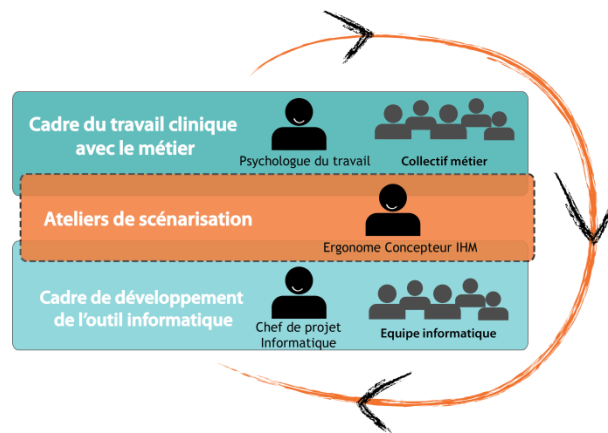 Cadre du travail clinique
avec le métier
Psychologue du travail
Collectif métier
Ateliers de scénarisation
Ergonome Concepteur IHM
Cadre de développement
de l'outil informatique
Chef de projet
Informatique
Equipe informatique